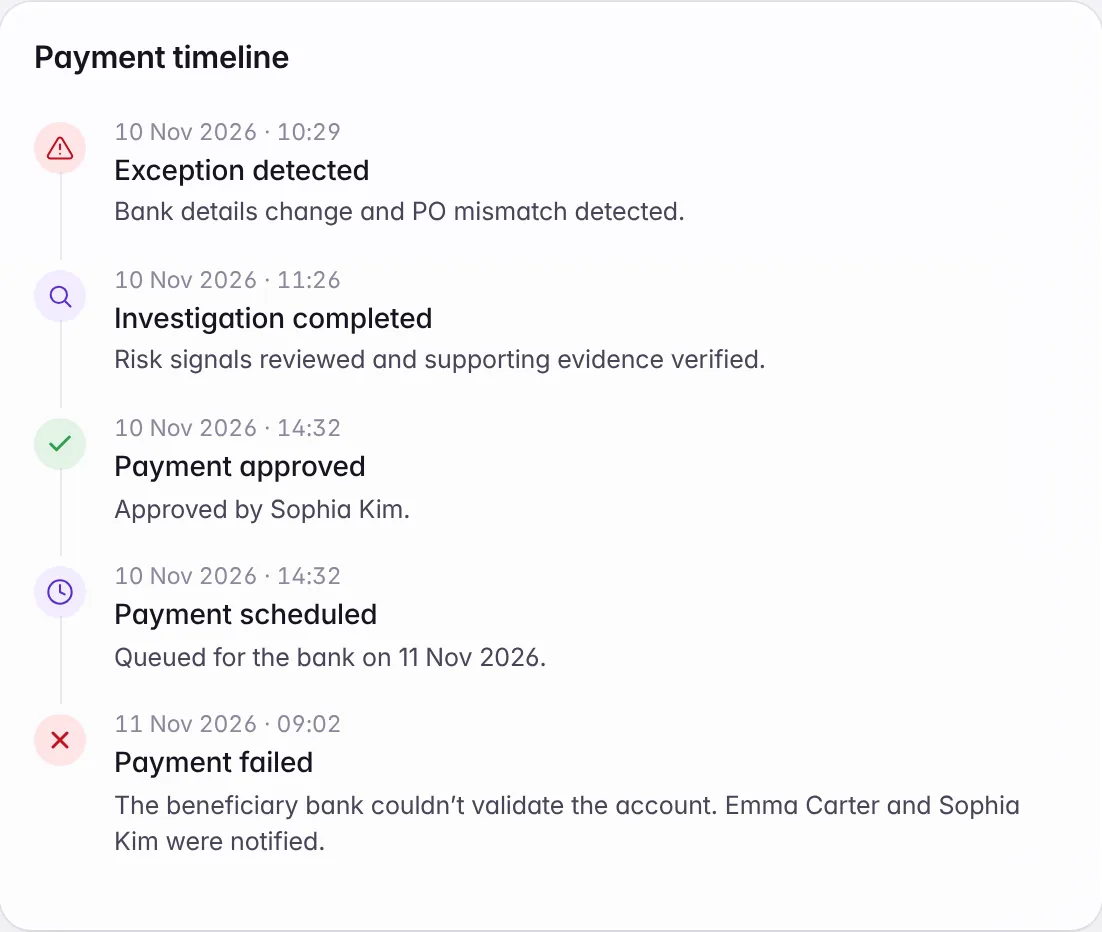 Payment timeline
10 Nov 2026 · 10:29
Exception detected
Bank details change and PO mismatch detected.
10 Nov 2026 · 11:26
Investigation completed
Risk signals reviewed and supporting evidence verified.
10 Nov 2026 · 14:32
Payment approved
Approved by Sophia Kim.
10 Nov 2026 · 14:32
Payment scheduled
Queued for the bank on 11 Nov 2026.
11 Nov 2026 · 09:02
Payment failed
The beneficiary bank couldn’t validate the account. Emma Carter and Sophia
Kim were notified.